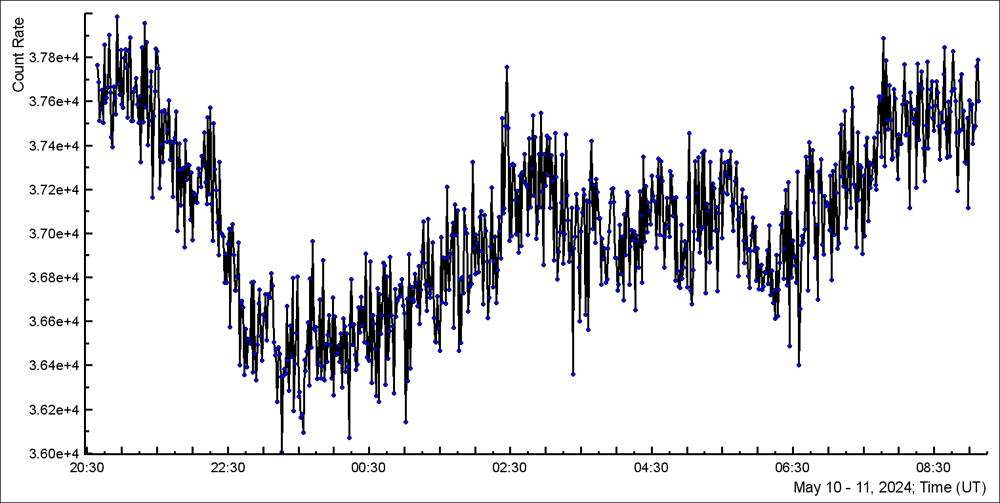 Count Rate
3.78e+4
3.76e+4
3.74e+4
3.72e+4
3.70e+4
3.68e+4
3.66e+4
3.64e+4
3.62e+4
3.60e+4
20:30 22:30 00:30 02:30 04:30 06:30 08:30
May 10 - 11, 2024; Time (UT)